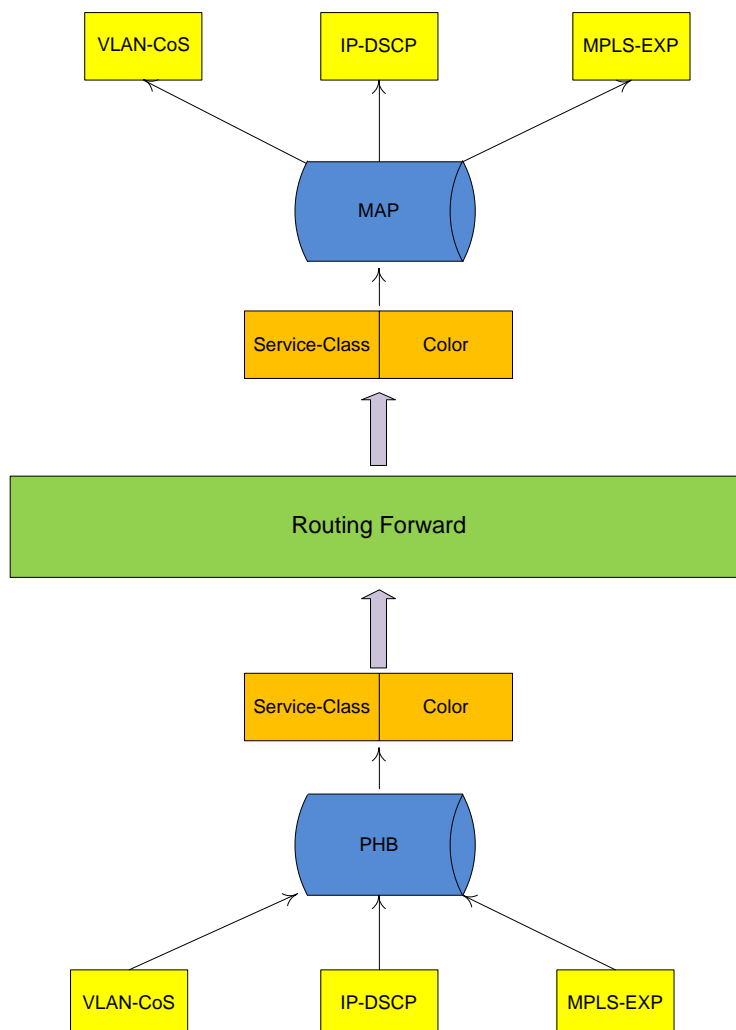 VLAN-CoS
IP-DSCP
MPLS-EXP
MAP
Service-Class
Color
Routing Forward
Service-Class
Color
PHB
VLAN-CoS
IP-DSCP
MPLS-EXP